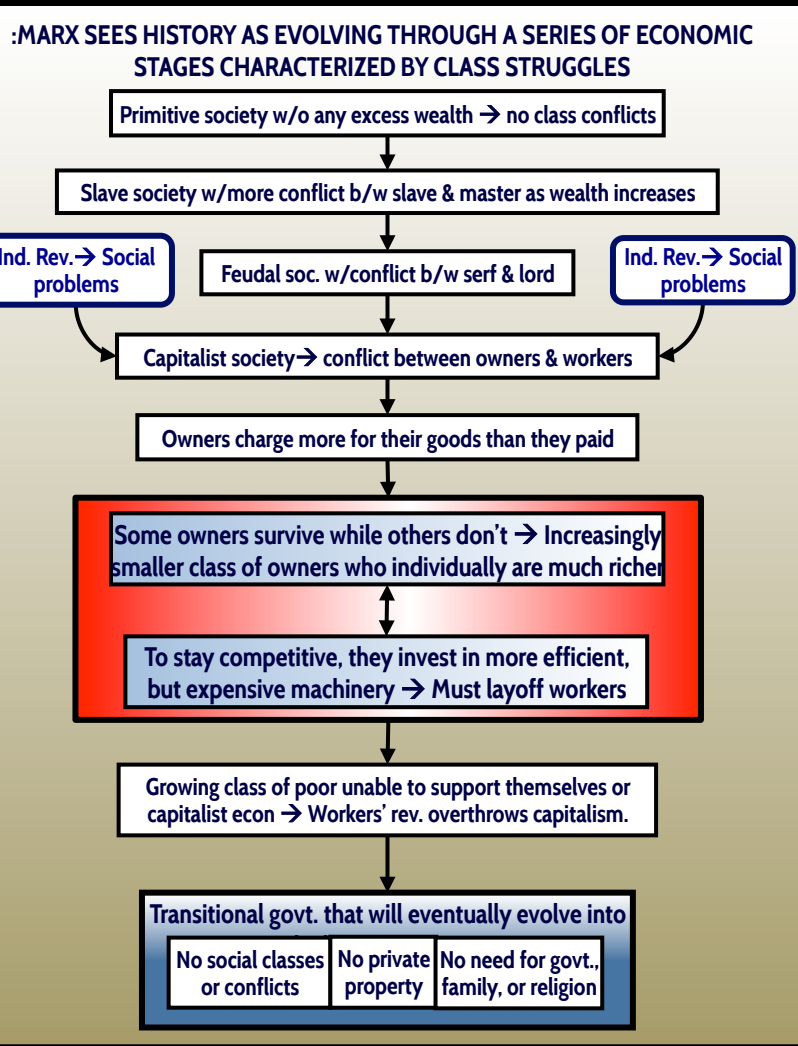 :MARX SEES HISTORY AS EVOLVING THROUGH A SERIES OF ECONOMIC
STAGES CHARACTERIZED BY CLASS STRUGGLES
Primitive society w/o any excess wealth → no class conflicts
Slave society w/more conflict b/w slave & master as wealth increases
Ind. Rev.→ Social
problems
Feudal soc. w/conflict b/w serf & lord
Ind. Rev.→ Social
problems
Capitalist society→ conflict between owners & workers
Owners charge more for their goods than they paid
Some owners survive while others don't → Increasingly
smaller class of owners who individually are much richer
To stay competitive, they invest in more efficient,
but expensive machinery → Must layoff workers
Growing class of poor unable to support themselves or
capitalist econ → Workers' rev. overthrows capitalism.
Transitional govt. that will eventually evolve into
No social classes
or conflicts
No private
property
No need for govt.,
family, or religion